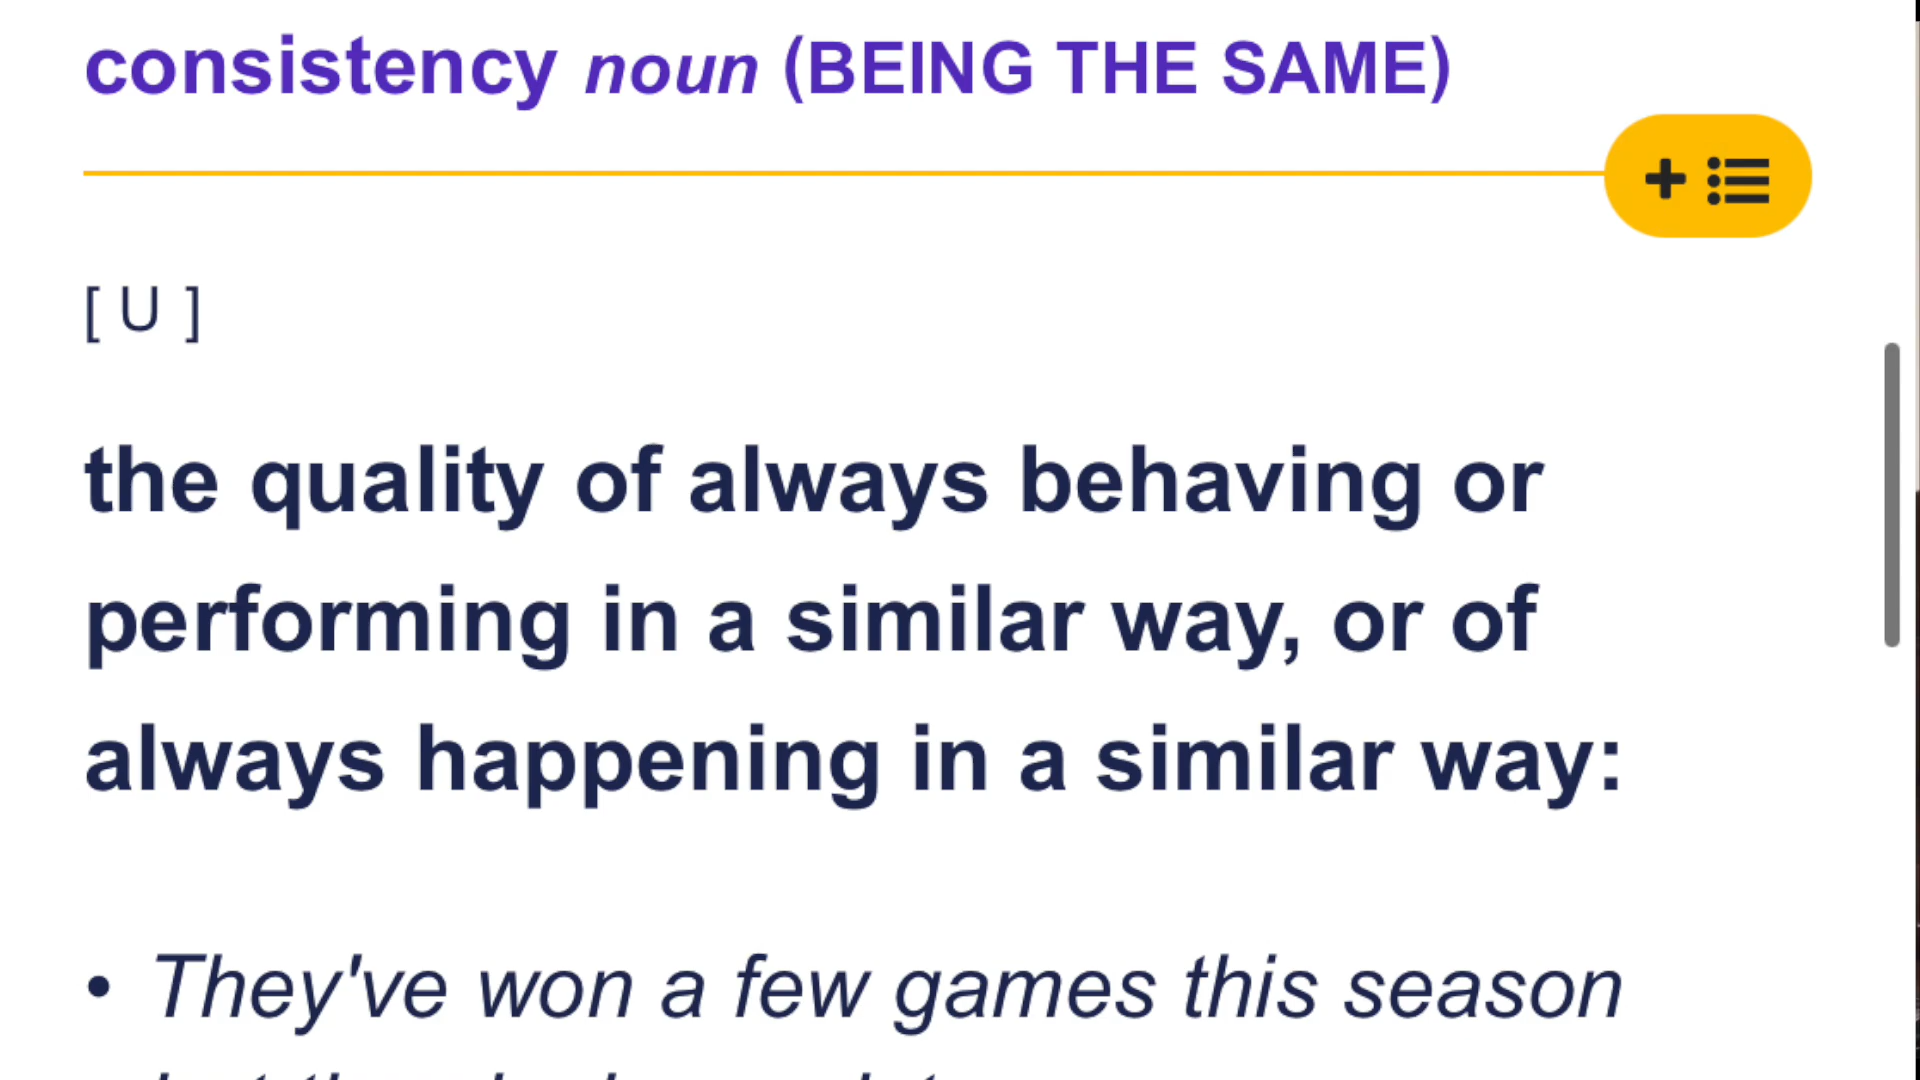 consistency noun (BEING THE SAME)
[ U ]
the quality of always behaving or
performing in a similar way, or of
always happening in a similar way:
• They've won a few games this season